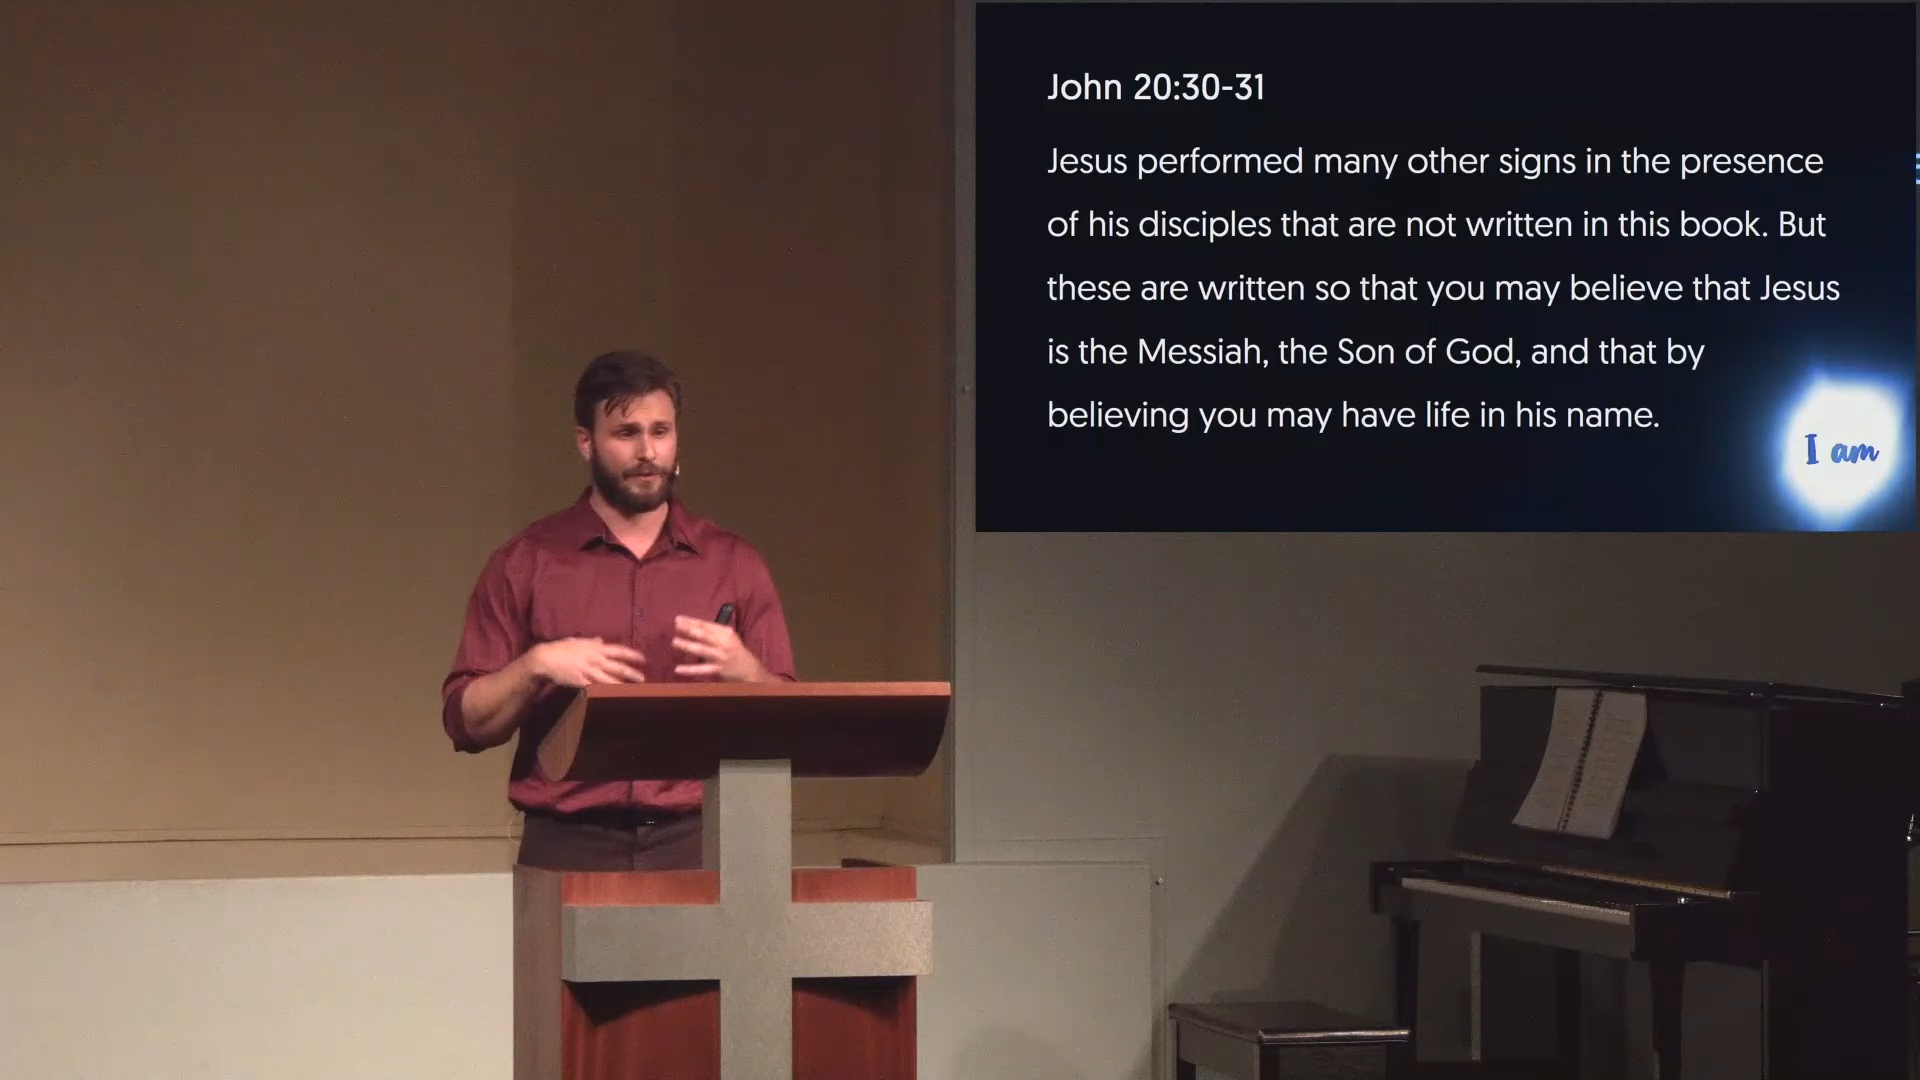 John 20:30-31
Jesus performed many other signs in the presence
of his disciples that are not written in this book. But
these are written so that you may believe that Jesus
is the Messiah, the Son of God, and that by
believing you may have life in his name.
I am